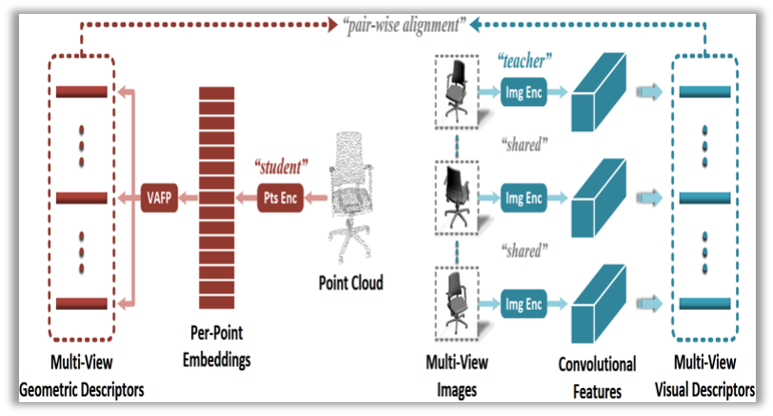 “pair-wise alignment”
“teacher”
Img Enc
“shared”
“student”
VAFP
Pts Enc
Img Enc
Point Cloud
“shared”
Img Enc
Per-Point
Embeddings
Multi-View
Geometric Descriptors
Multi-View
Images
Convolutional
Features
Multi-View
Visual Descriptors